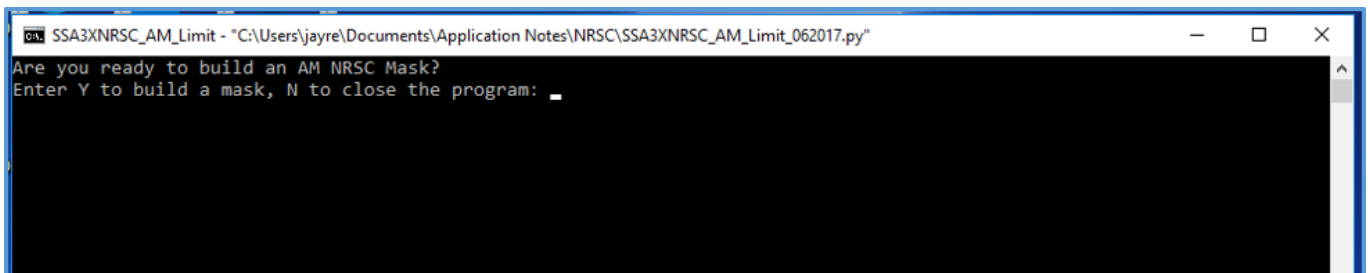 SSA3XNRSC_AM_Limit - "C:\Users\jayre\Documents\Application Notes\NRSC\SSA3XNRSC_AM_Limit_062017.py"
Are you ready to build an AM NRSC Mask?
Enter Y to build a mask, N to close the program: